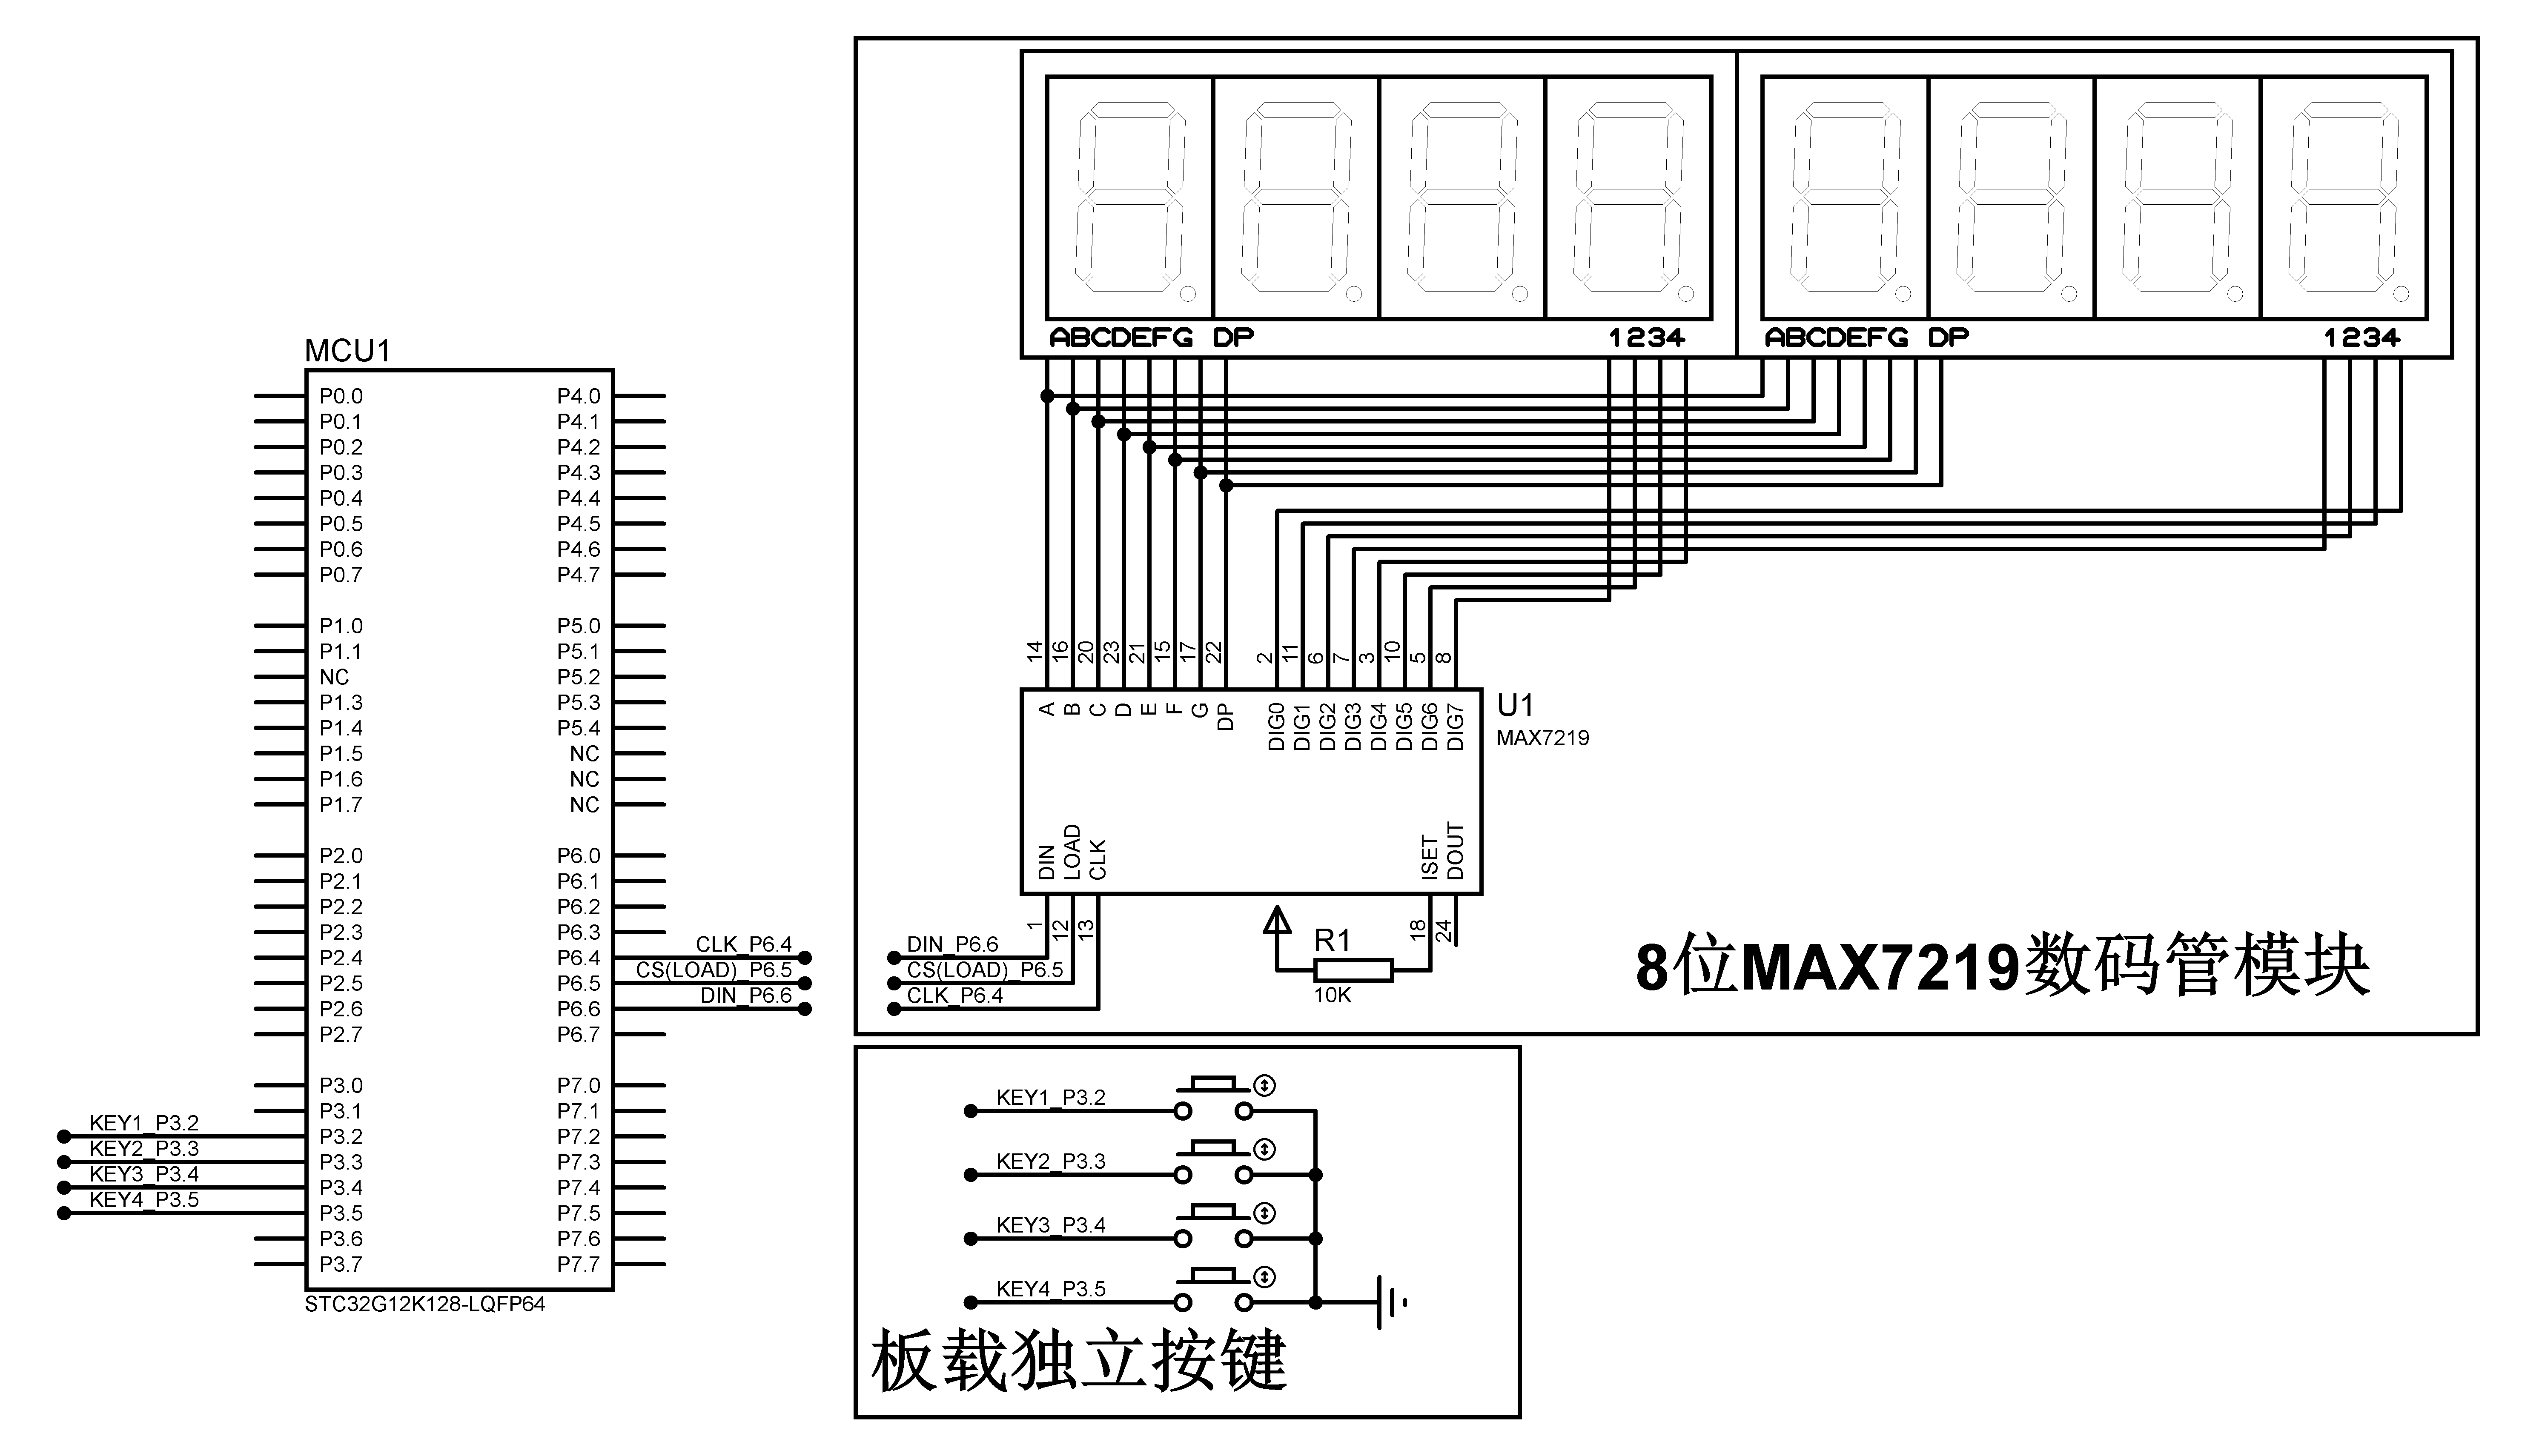 MCU1
P0.0 P4.0
P0.1 P4.1
P0.2 P4.2
P0.3 P4.3
P0.4 P4.4
P0.5 P4.5
P0.6 P4.6
P0.7 P4.7
P1.0 P5.0
P1.1 P5.1
NC P5.2
P1.3 P5.3
P1.4 P5.4
P1.5 NC
P1.6 NC
P1.7 NC
P2.0 P6.0
P2.1 P6.1
P2.2 P6.2
P2.3 P6.3
P2.4 P6.4 CLK_P6.4
P2.5 P6.5 CS(LOAD)_P6.5
P2.6 P6.6 DIN_P6.6
P2.7 P6.7
P3.0 P7.0
P3.1 P7.1
KEY1_P3.2 P3.2 P7.2
KEY2_P3.3 P3.3 P7.3
KEY3_P3.4 P3.4 P7.4
KEY4_P3.5 P3.5 P7.5
P3.6 P7.6
P3.7 P7.7
STC32G12K128-LQFP64
ABCDEFG DP 1234 ABCDEFG DP 1234
14 16 20 23 21 15 17 22 2 11 6 7 3 10 5 8
A B C D E F G DP DIG0 DIG1 DIG2 DIG3 DIG4 DIG5 DIG6 DIG7
U1
MAX7219
DIN LOAD CLK ISET DOUT
1 12 13 18 24
DIN_P6.6
CS(LOAD)_P6.5
CLK_P6.4
R1
10K
8位MAX7219数码管模块
KEY1_P3.2
KEY2_P3.3
KEY3_P3.4
KEY4_P3.5
板载独立按键